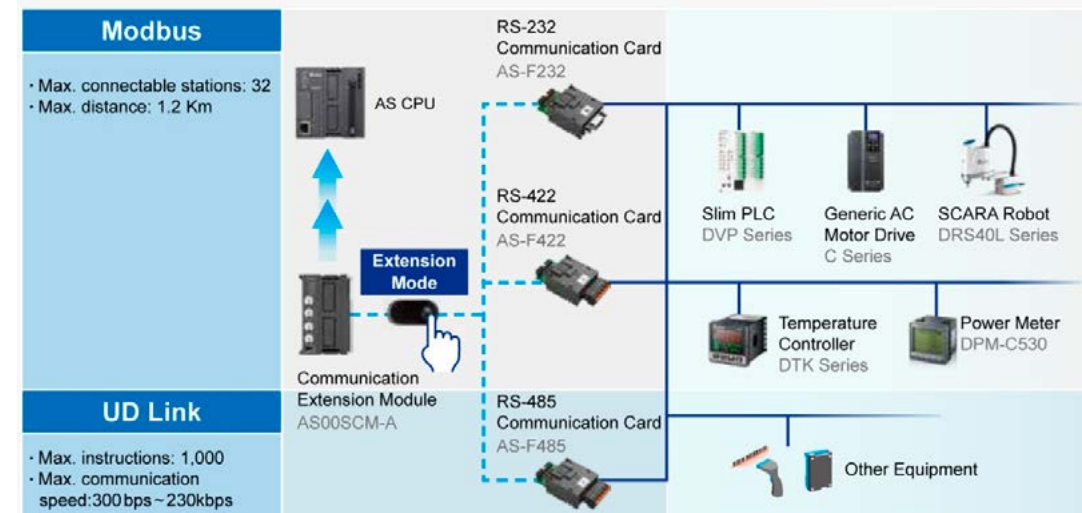 Modbus
· Max. connectable stations: 32
· Max. distance: 1.2 Km
AS CPU
Extension
Mode
Communication
Extension Module
AS00SCM-A
RS-232
Communication Card
AS-F232
RS-422
Communication Card
AS-F422
RS-485
Communication Card
AS-F485
Slim PLC
DVP Series
Generic AC
Motor Drive
C Series
SCARA Robot
DRS40L Series
Temperature
Controller
DTK Series
Power Meter
DPM-C530
UD Link
· Max. instructions: 1,000
· Max. communication
speed:300 bps ~ 230kbps
Other Equipment